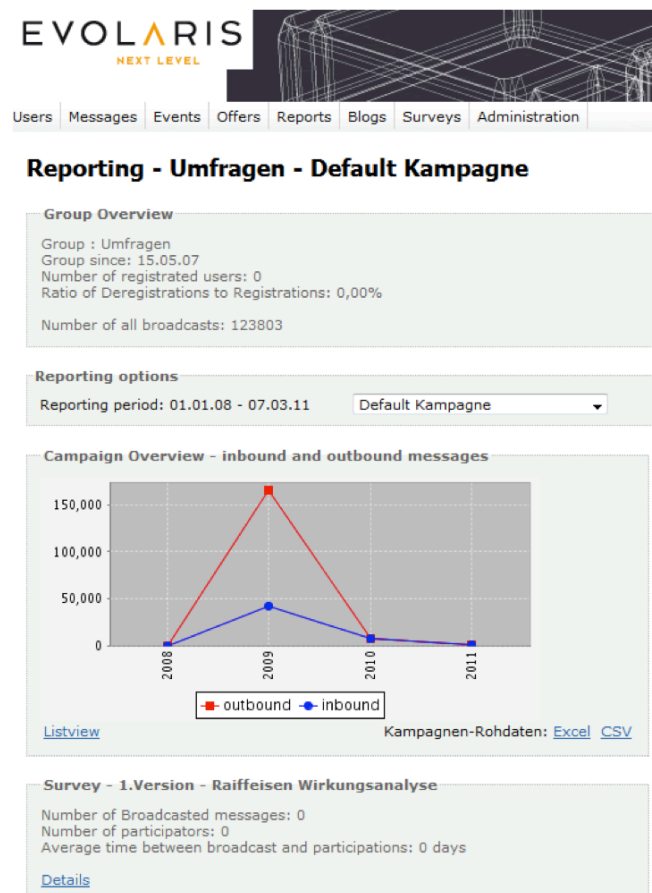 EVOLARIS
NEXT LEVEL
Users Messages Events Offers Reports Blogs Surveys Administration
Reporting - Umfragen - Default Kampagne
Group Overview
Group : Umfragen
Group since: 15.05.07
Number of registrated users: 0
Ratio of Deregistrations to Registrations: 0,00%
Number of all broadcasts: 123803
Reporting options
Reporting period: 01.01.08 - 07.03.11 Default Kampagne
Campaign Overview - inbound and outbound messages
150,000
100,000
50,000
0
2008 2009 2010 2011
outbound inbound
Listview Kampagnen-Rohdaten: Excel CSV
Survey - 1.Version - Raiffeisen Wirkungsanalyse
Number of Broadcasted messages: 0
Number of participators: 0
Average time between broadcast and participations: 0 days
Details